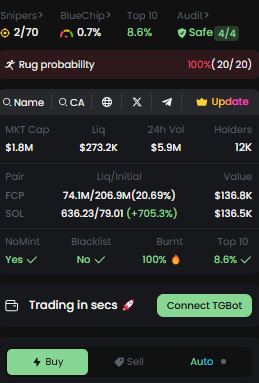 Snipers> BlueChip> Top 10 Audit>
2/70 0.7% 8.6% Safe 4/4
Rug probability 100%(20/20)
Name CA Update
MKT Cap Liq 24h Vol Holders
$1.8M $273.2K $5.9M 12K
Pair Liq/Initial Value
FCP 74.1M/206.9M(20.69%) $136.8K
SOL 636.23/79.01 (+705.3%) $136.5K
NoMint Blacklist Burnt Top 10
Yes ✓ No ✓ 100% 🔥 8.6% ✓
Trading in secs 🚀 Connect TGBot
Buy Sell Auto